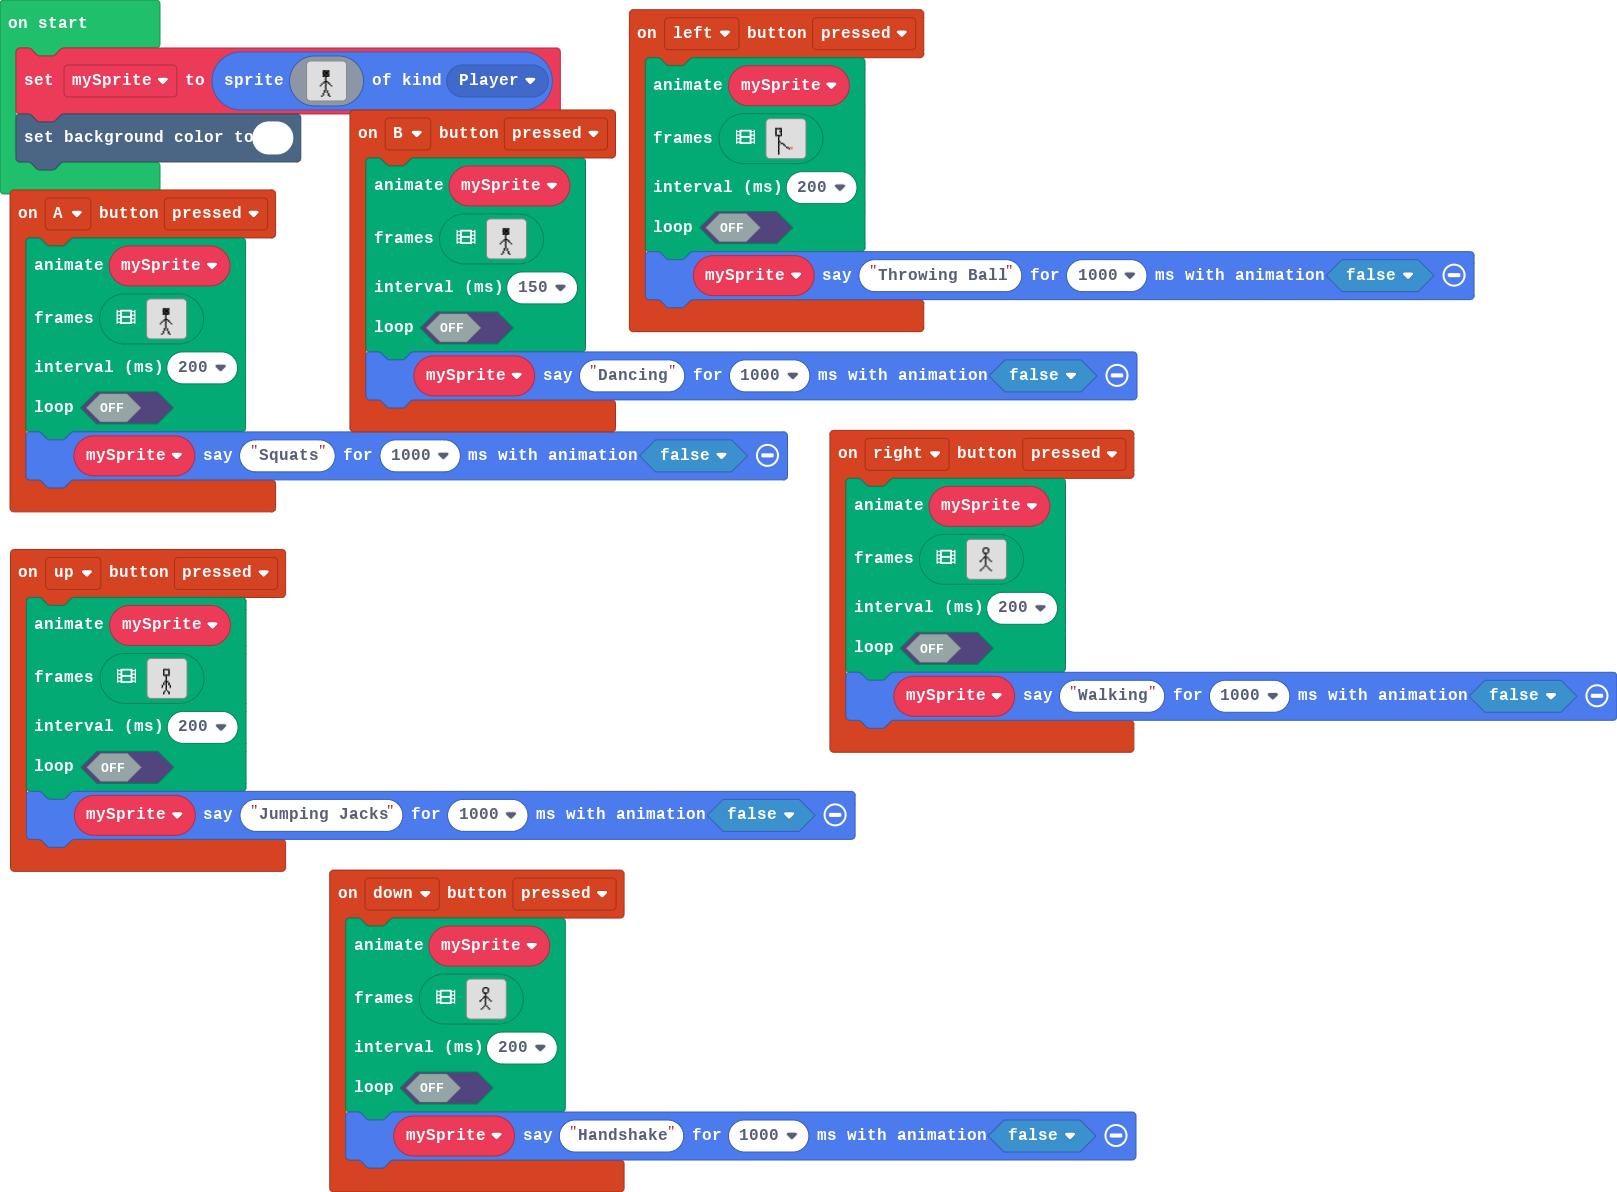 on start
set mySprite to sprite of kind Player
set background color to
on A button pressed
animate mySprite
frames
interval (ms) 200
loop OFF
mySprite say "Squats" for 1000 ms with animation false
on B button pressed
animate mySprite
frames
interval (ms) 150
loop OFF
mySprite say "Dancing" for 1000 ms with animation false
on left button pressed
animate mySprite
frames
interval (ms) 200
loop OFF
mySprite say "Throwing Ball" for 1000 ms with animation false
on right button pressed
animate mySprite
frames
interval (ms) 200
loop OFF
mySprite say "Walking" for 1000 ms with animation false
on up button pressed
animate mySprite
frames
interval (ms) 200
loop OFF
mySprite say "Jumping Jacks" for 1000 ms with animation false
on down button pressed
animate mySprite
frames
interval (ms) 200
loop OFF
mySprite say "Handshake" for 1000 ms with animation false